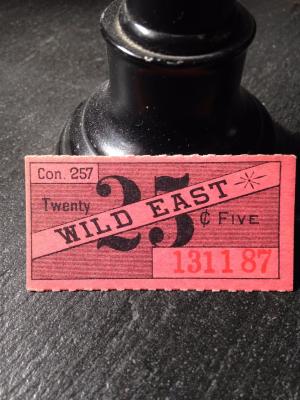 Con. 257
Twenty 25 ¢ Five
WILD EAST
131187